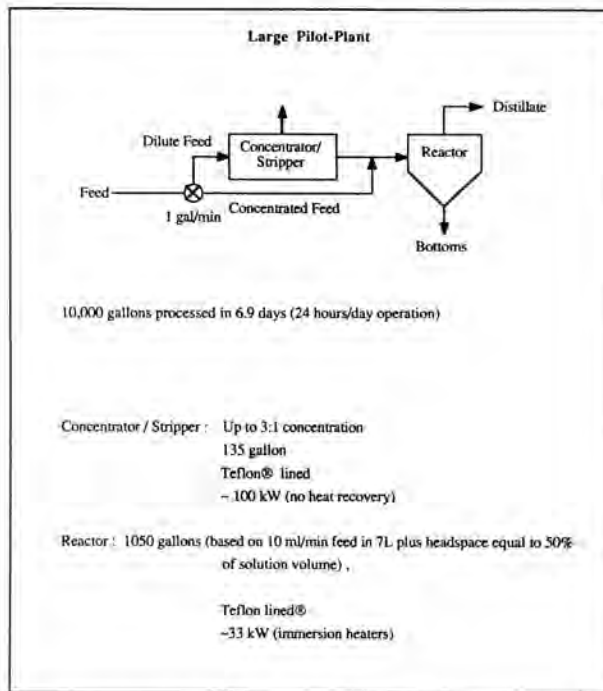 Large Pilot-Plant
Distillate
Dilute Feed
Concentrator/
Stripper
Reactor
Feed
1 gal/min
Concentrated Feed
Bottoms
10,000 gallons processed in 6.9 days (24 hours/day operation)
Concentrator / Stripper : Up to 3:1 concentration
135 gallon
Teflon® lined
~ 100 kW (no heat recovery)
Reactor : 1050 gallons (based on 10 ml/min feed in 7L plus headspace equal to 50%
of solution volume) ,
Teflon lined®
~33 kW (immersion heaters)